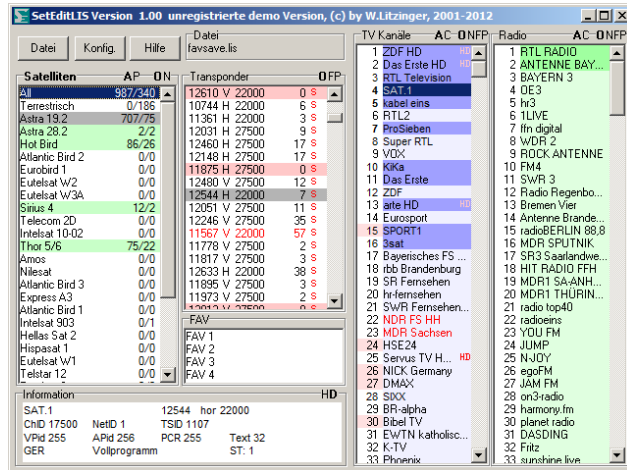 SetEditLIS Version 1.00 unregistrierte demo Version, (c) by W.Litzinger, 2001-2012
Datei
Konfig.
Hilfe
Datei
favsave.lis
Satelliten AP ON
All 987/340
Terrestrisch 0/186
Astra 19.2 707/75
Astra 28.2 2/2
Hot Bird 86/26
Atlantic Bird 2 0/0
Eurobird 1 0/0
Eutelsat W2 0/0
Eutelsat W3A 0/0
Sirius 4 12/2
Telecom 2D 0/0
Intelsat 10-02 0/0
Thor 5/6 75/22
Amos 0/0
Nilesat 0/0
Atlantic Bird 3 0/0
Express A3 0/0
Atlantic Bird 1 0/0
Intelsat 903 0/1
Hellas Sat 2 0/0
Hispasat 1 0/0
Eutelsat W1 0/0
Telstar 12 0/0
Transponder OFP
12610 V 22000 0 S
10744 H 22000 6 S
11361 H 22000 3 S
12031 H 27500 9 S
12460 H 27500 17 S
12148 H 27500 17 S
11875 H 27500 0 S
12480 V 27500 12 S
12544 H 22000 7 S
12051 V 27500 11 S
12246 V 27500 35 S
11567 V 22000 57 S
11778 V 27500 2 S
11817 V 27500 3 S
12633 H 22000 38 S
11895 V 27500 3 S
11973 V 27500 2 S
FAV
FAV 1
FAV 2
FAV 3
FAV 4
TV Kanäle AC ONFP
1 ZDF HD HD
2 Das Erste HD HD
3 RTL Television
4 SAT.1
5 kabel eins
6 RTL2
7 ProSieben
8 Super RTL
9 VOX
10 KiKa
11 Das Erste
12 ZDF
13 arte HD HD
14 Eurosport
15 SPORT1
16 3sat
17 Bayerisches FS ...
18 rbb Brandenburg
19 SR Fernsehen
20 hr-fernsehen
21 SWR Fernsehen...
22 NDR FS HH
23 MDR Sachsen
24 HSE24
25 Servus TV H... HD
26 NICK Germany
27 DMAX
28 SIXX
29 BR-alpha
30 Bibel TV
31 EWTN katholisc...
32 K-TV
33 Phoenix
Radio AC ONFP
1 RTL RADIO
2 ANTENNE BAY...
3 BAYERN 3
4 OE3
5 hr3
6 1LIVE
7 ffn digital
8 WDR 2
9 ROCK ANTENNE
10 FM4
11 SWR 3
12 Radio Regenbo...
13 Bremen Vier
14 Antenne Brande...
15 radioBERLIN 88,8
16 MDR SPUTNIK
17 SR3 Saarlandwe...
18 HIT RADIO FFH
19 MDR1 SA-ANH...
20 MDR1 THÜRIN...
21 radio top40
22 radioeins
23 YOU FM
24 JUMP
25 N-JOY
26 egoFM
27 JAM FM
28 on3-radio
29 harmony.fm
30 planet radio
31 DASDING
32 Fritz
33 sunshine live
Information HD
SAT.1 12544 hor 22000
ChID 17500 NetID 1 TSID 1107
VPid 255 APid 256 PCR 255 Text 32
GER Vollprogramm ST: 1